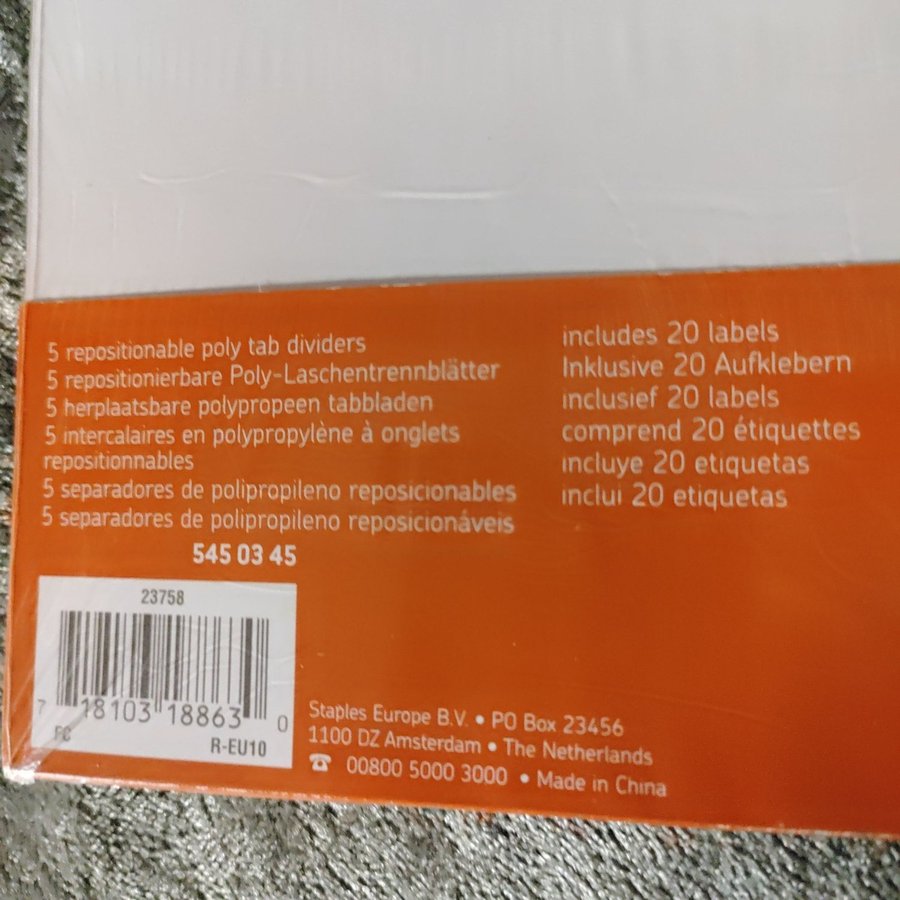 5 repositionable poly tab dividers
5 repositionierbare Poly-Laschentrennblätter
5 herplaatsbare polypropeen tabbladen
5 intercalaires en polypropylène à onglets
repositionnables
5 separadores de polipropileno reposicionables
5 separadores de polipropileno reposicionáveis
545 03 45
includes 20 labels
Inklusive 20 Aufklebern
inclusief 20 labels
comprend 20 étiquettes
incluye 20 etiquetas
inclui 20 etiquetas
23758
7 18103 18863 0
PC
R-EU10
Staples Europe B.V. • PO Box 23456
1100 DZ Amsterdam • The Netherlands
☎ 00800 5000 3000 • Made in China